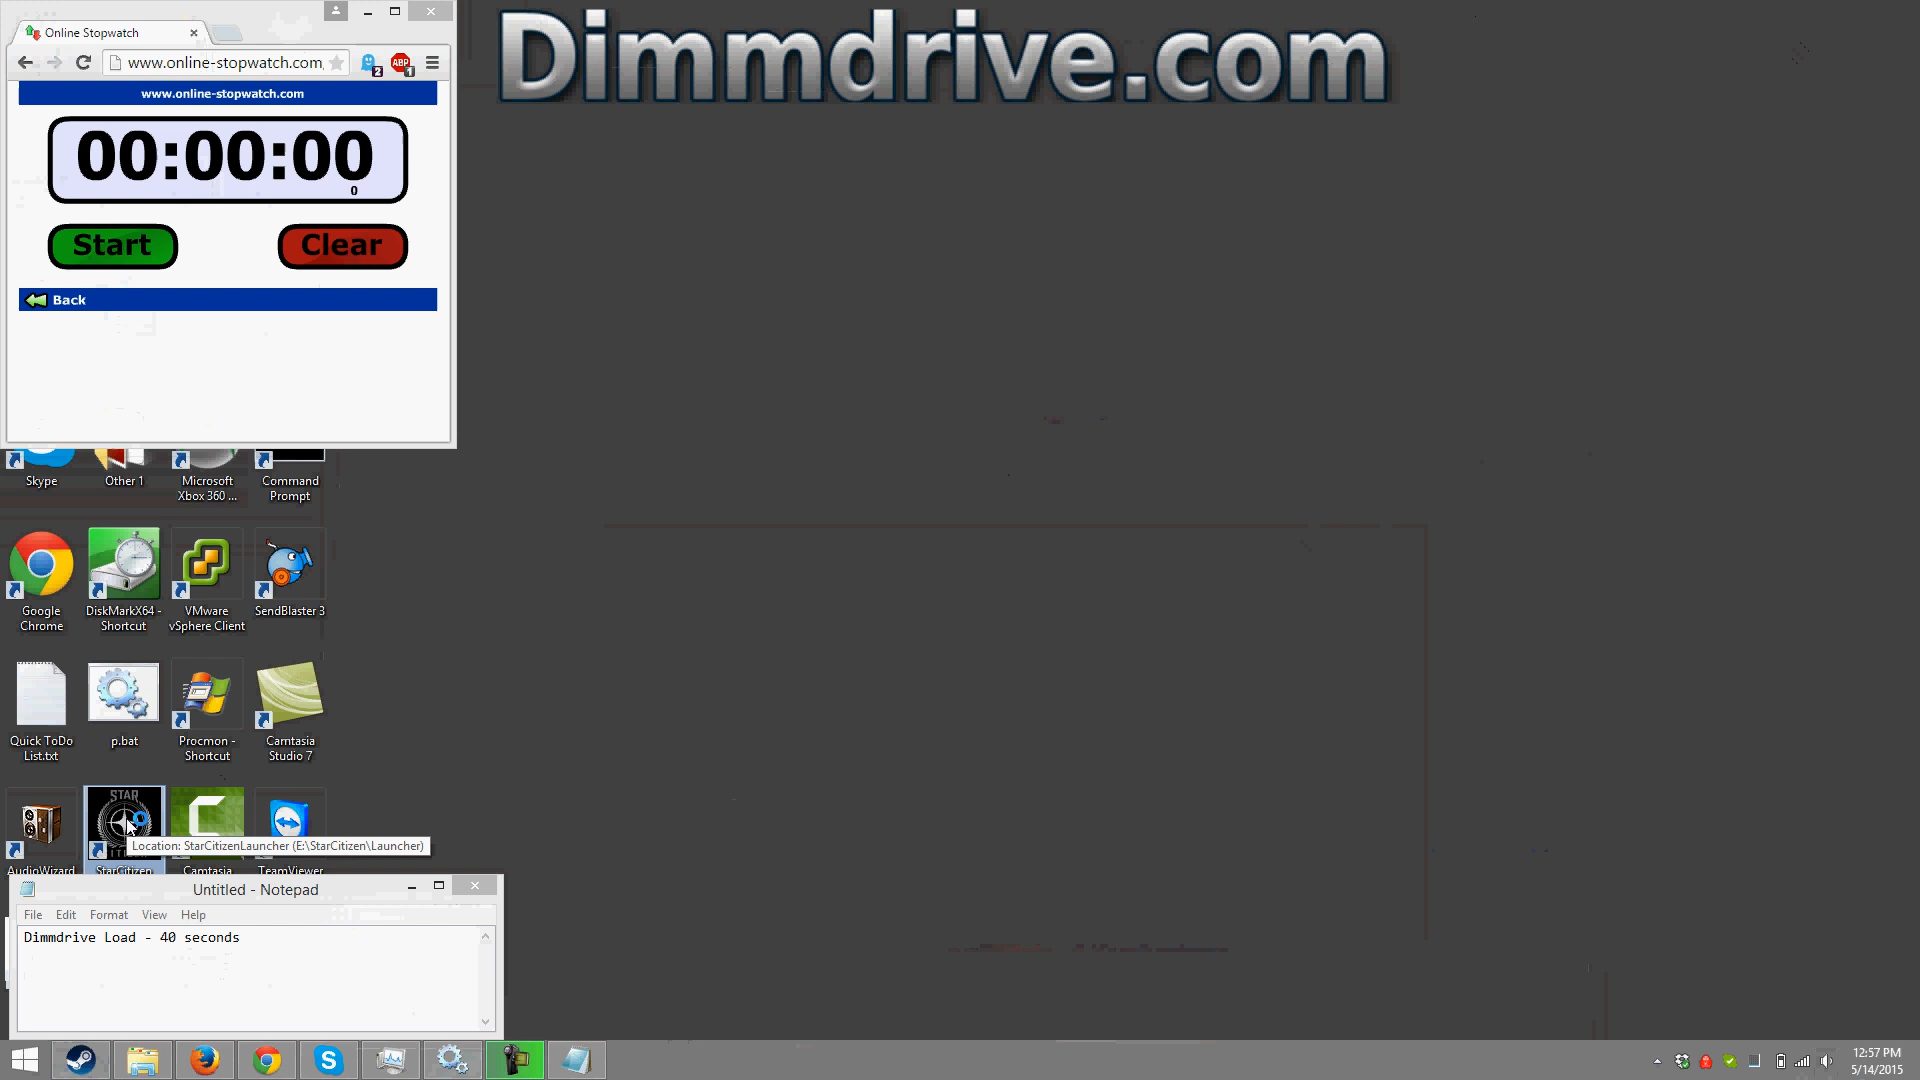 Dimmdrive.com
Online Stopwatch
www.online-stopwatch.com
2
ABP
1
www.online-stopwatch.com
00:00:00
0
Start
Clear
Back
Skype
Other 1
Microsoft
Xbox 360 ...
Command
Prompt
Google
Chrome
DiskMarkX64 -
Shortcut
VMware
vSphere Client
SendBlaster 3
Quick ToDo
List.txt
p.bat
Procmon -
Shortcut
Camtasia
Studio 7
STAR
Location: StarCitizenLauncher (E:\StarCitizen\Launcher)
AudioWizard
StarCitizen
Camtasia
TeamViewer
Untitled - Notepad
File Edit Format View Help
Dimmdrive Load - 40 seconds
12:57 PM
5/14/2015